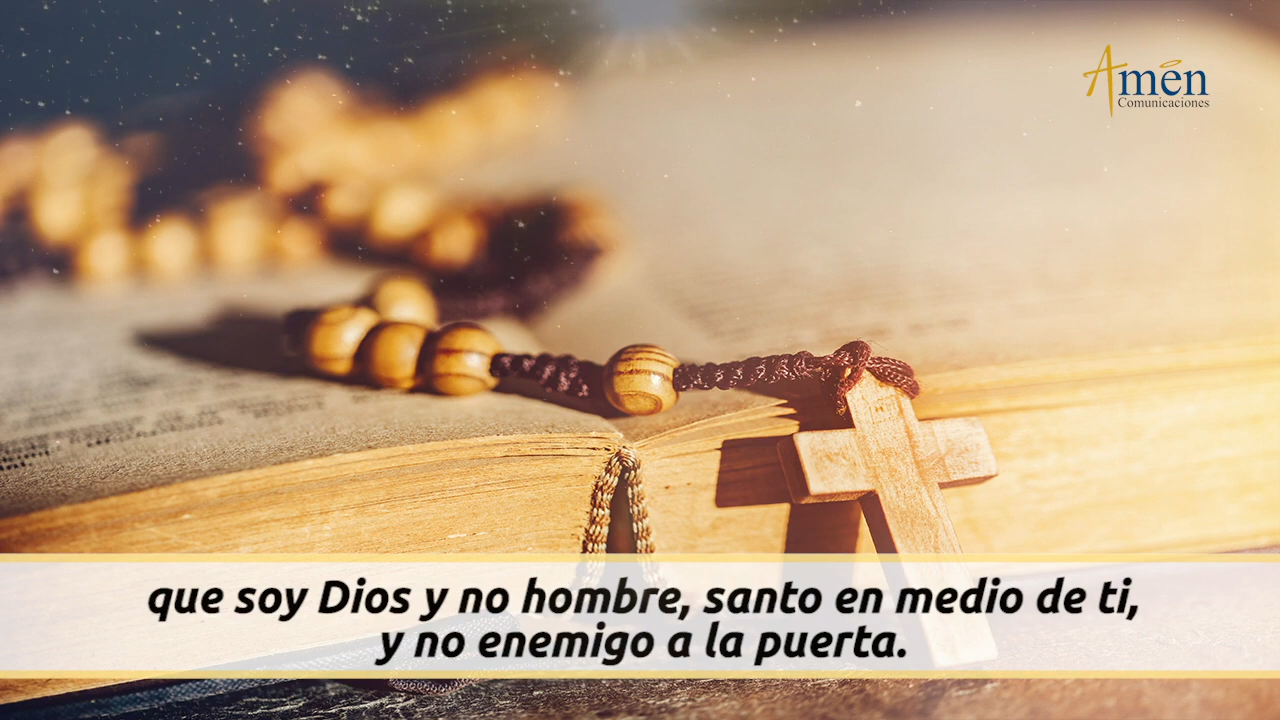 Amén
Comunicaciones
que soy Dios y no hombre, santo en medio de ti,
y no enemigo a la puerta.